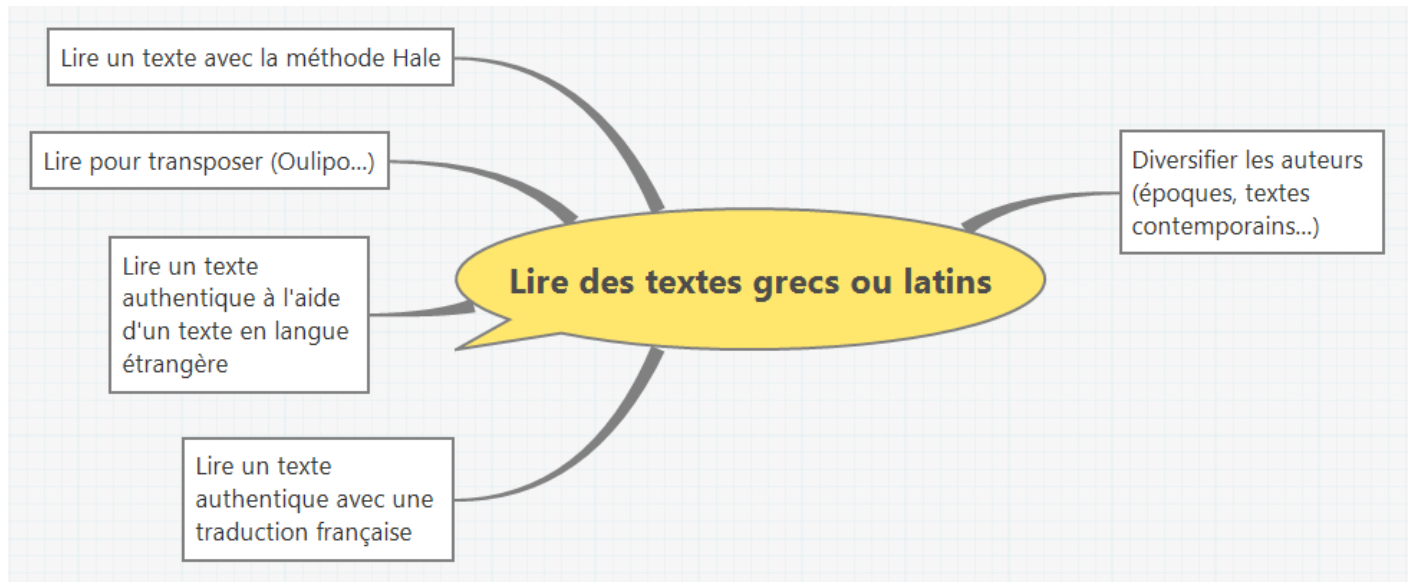 Lire un texte avec la méthode Hale
Lire pour transposer (Oulipo...)
Lire un texte
authentique à l'aide
d'un texte en langue
étrangère
Lire un texte
authentique avec une
traduction française
Lire des textes grecs ou latins
Diversifier les auteurs
(époques, textes
contemporains...)